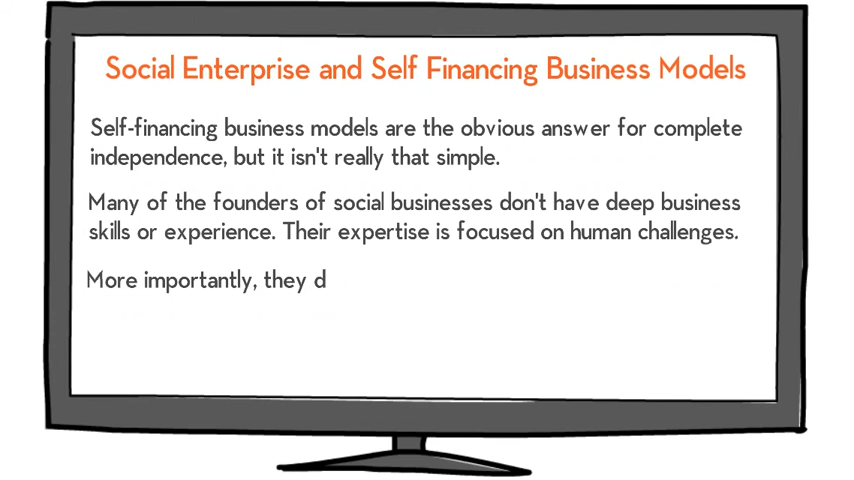 Social Enterprise and Self Financing Business Models
Self-financing business models are the obvious answer for complete
independence, but it isn't really that simple.
Many of the founders of social businesses don't have deep business
skills or experience. Their expertise is focused on human challenges.
More importantly, they d